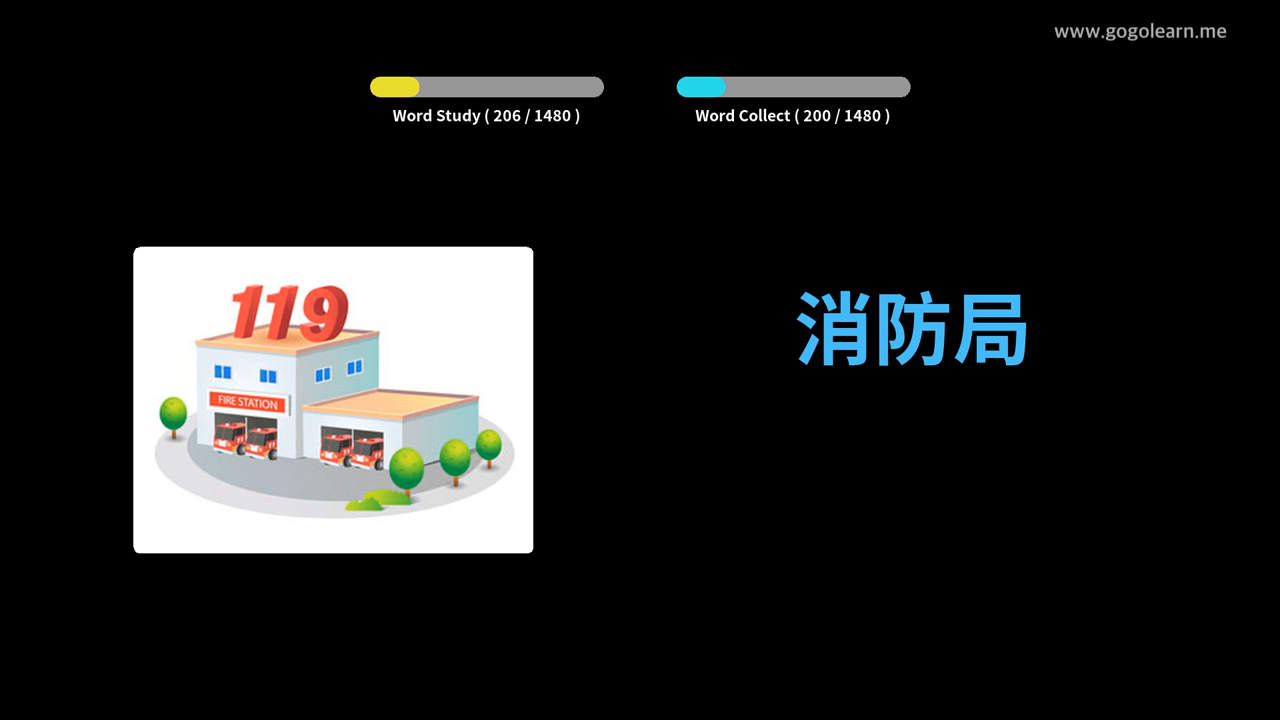 www.gogolearn.me
Word Study ( 206 / 1480 )
Word Collect ( 200 / 1480 )
119
FIRE STATION
消防局